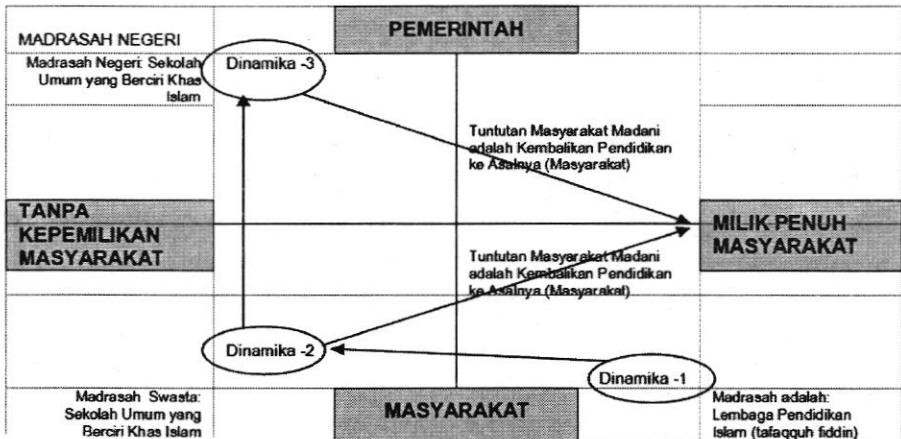 PEMERINTAH
MADRASAH NEGERI
Madrasah Negeri: Sekolah
Umum yang Berciri Khas
Islam
Dinamika -3
Tuntutan Masyarakat Madani
adalah Kembalikan Pendidikan
ke Asalnya (Masyarakat)
TANPA
KEPEMILIKAN
MASYARAKAT
MILIK PENUH
MASYARAKAT
Tuntutan Masyarakat Madani
adalah Kembalikan Pendidikan
ke Asalnya (Masyarakat)
Dinamika -2
Dinamika -1
Madrasah Swasta:
Sekolah Umum yang
Berciri Khas Islam
MASYARAKAT
Madrasah adalah:
Lembaga Pendidikan
Islam (tafaqquh fiddin)